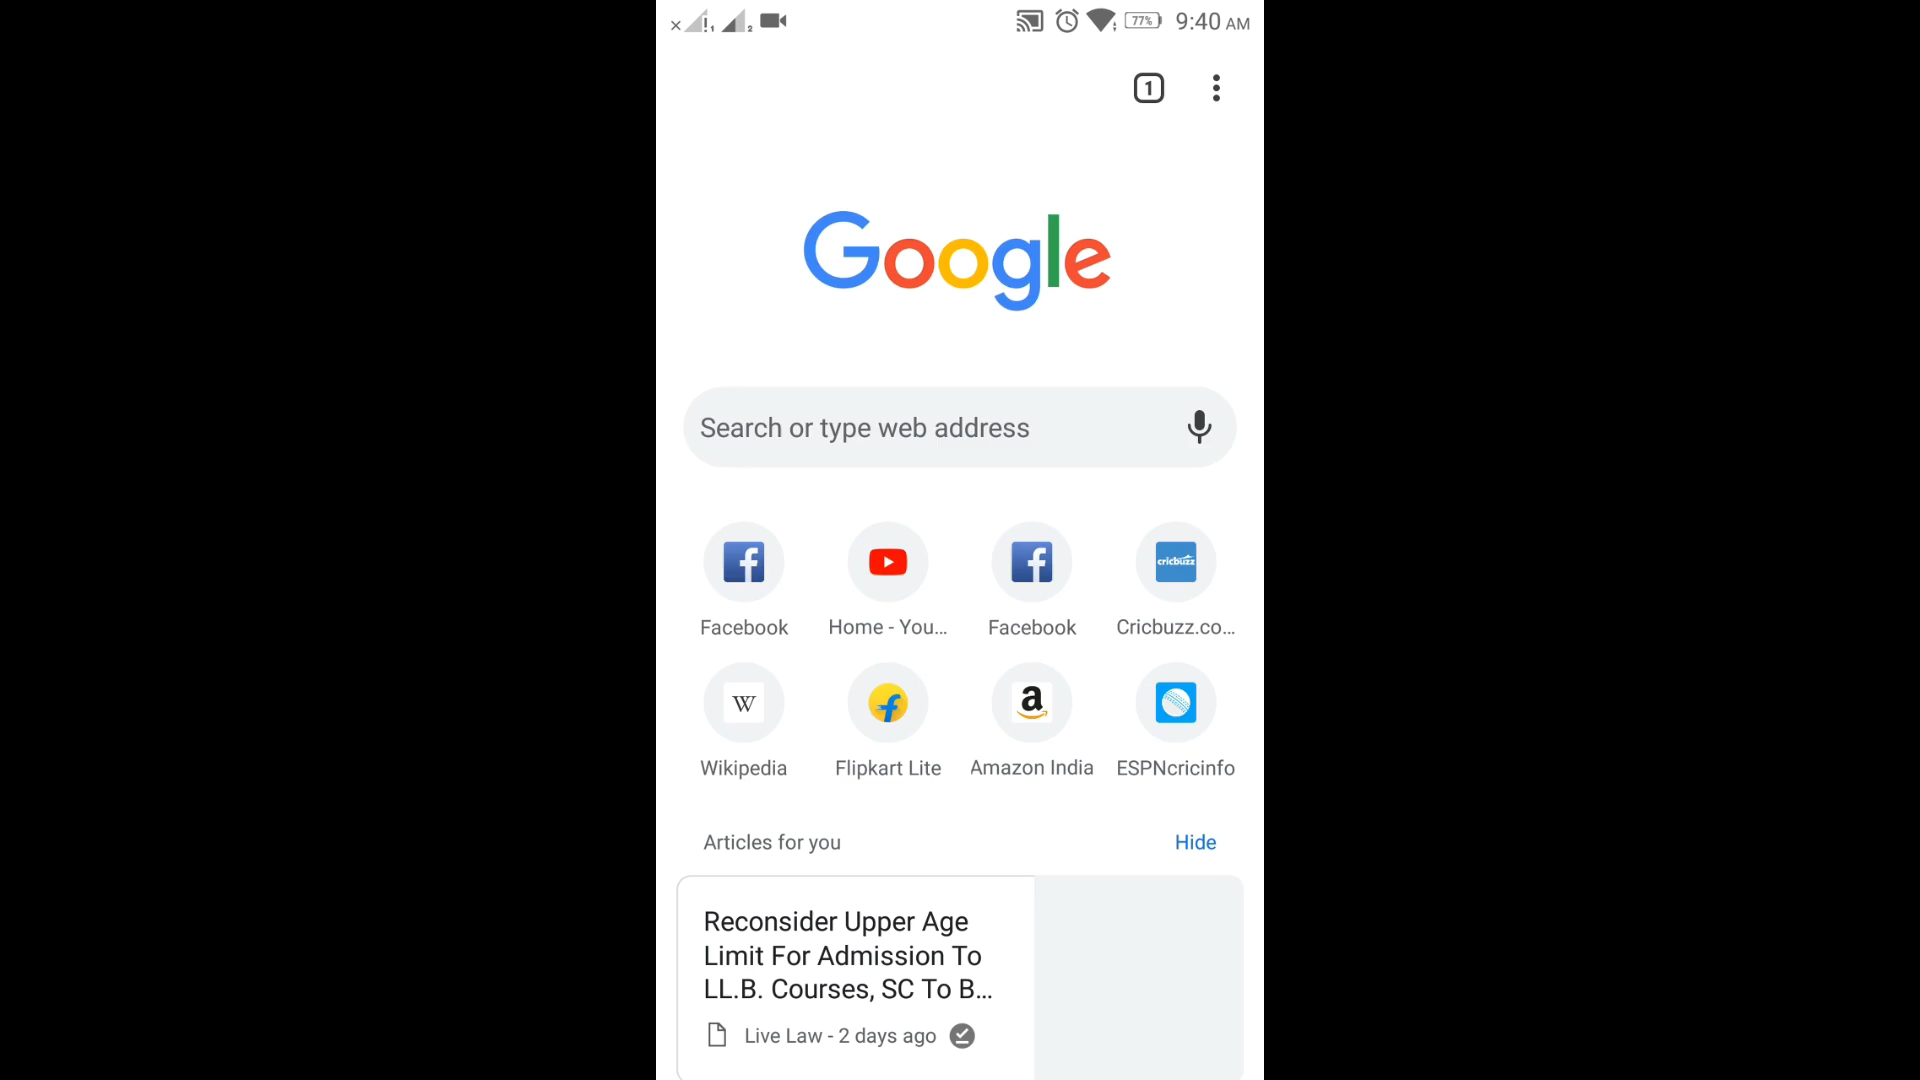 77% 9:40 AM
1
Google
Search or type web address
Facebook Home - You... Facebook Cricbuzz.co...
cricbuzz
W a
Wikipedia Flipkart Lite Amazon India ESPNcricinfo
Articles for you Hide
Reconsider Upper Age
Limit For Admission To
LL.B. Courses, SC To B...
Live Law - 2 days ago